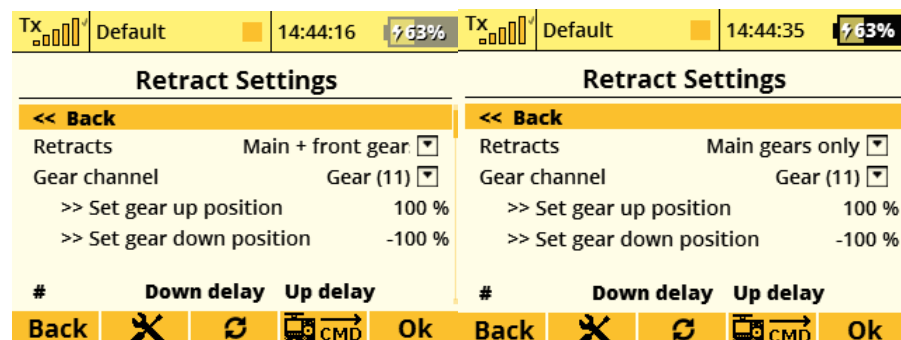 Tx Default 14:44:16 63%
Retract Settings
<< Back
Retracts Main + front gear
Gear channel Gear (11)
>> Set gear up position 100 %
>> Set gear down position -100 %
# Down delay Up delay
Back CMD Ok
Tx Default 14:44:35 63%
Retract Settings
<< Back
Retracts Main gears only
Gear channel Gear (11)
>> Set gear up position 100 %
>> Set gear down position -100 %
# Down delay Up delay
Back CMD Ok